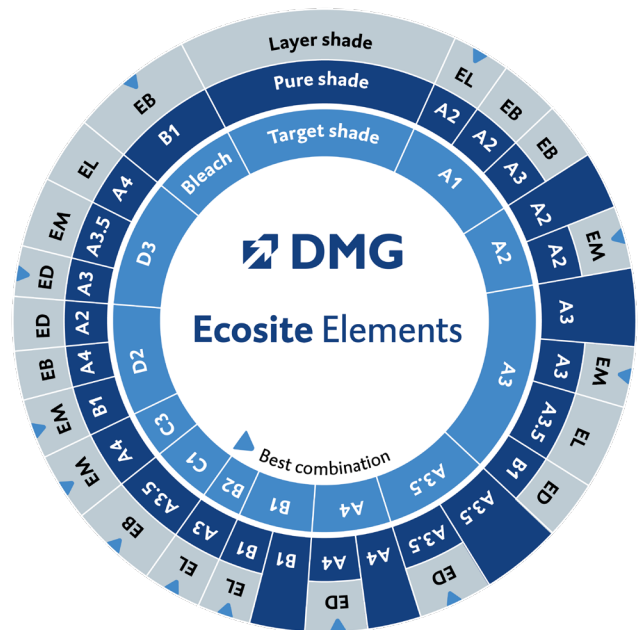 Layer shade
EL
EB
EB
EM
EM
EL
ED
ED
ED
EL
EL
EB
EM
EM
EB
ED
ED
EM
EL
EB
Pure shade
A2
A2
A3
A2
A2
A3
A3
A3.5
B1
A3.5
A3.5
A4
A4
B1
B1
A3
A3.5
A4
B1
A4
A2
A3
A3.5
A4
B1
Target shade
A1
A2
A3
A3.5
A4
B1
B2
C1
C3
D2
D3
Bleach
DMG
Ecosite Elements
Best combination